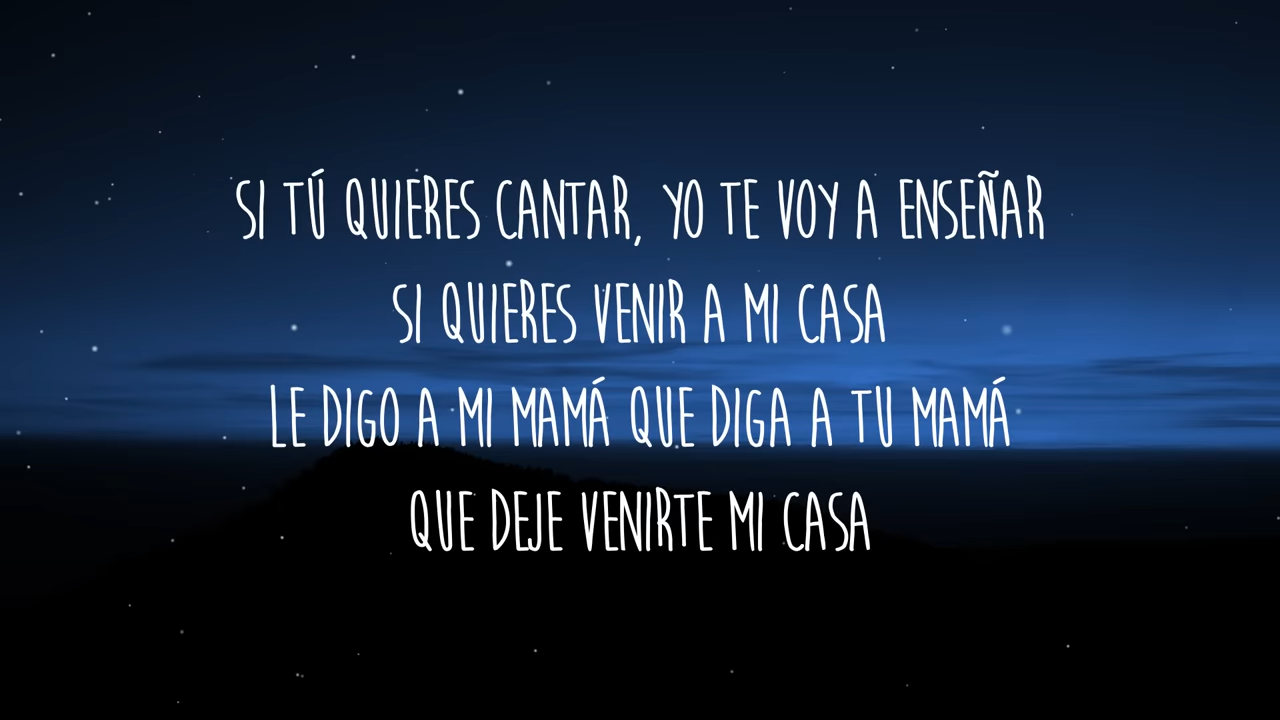 SI TÚ QUIERES CANTAR, YO TE VOY A ENSEÑAR
SI QUIERES VENIR A MI CASA
LE DIGO A MI MAMÁ QUE DIGA A TU MAMÁ
QUE DEJE VENIRTE MI CASA